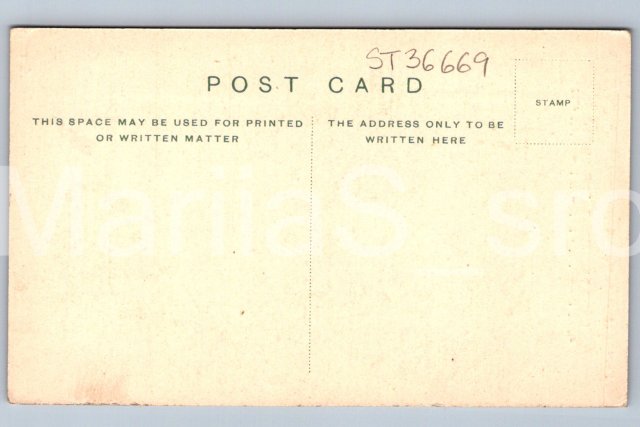 ST36669
POST CARD
STAMP
THIS SPACE MAY BE USED FOR PRINTED
OR WRITTEN MATTER
THE ADDRESS ONLY TO BE
WRITTEN HERE
MariiaS_sro